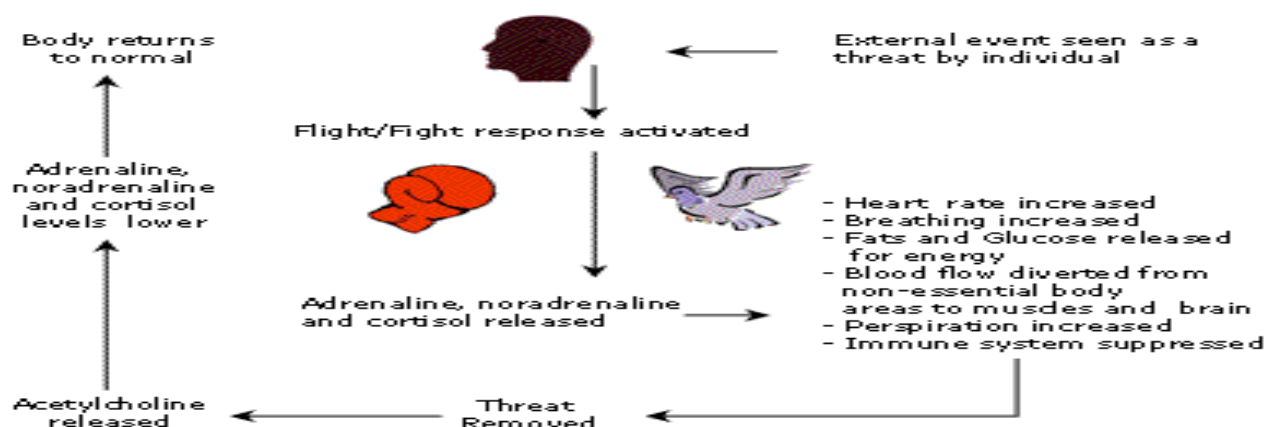 External event seen as a
threat by individual
Flight/Fight response activated
Adrenaline, noradrenaline
and cortisol released
- Heart rate increased
- Breathing increased
- Fats and Glucose released
for energy
- Blood flow diverted from
non-essential body
areas to muscles and brain
- Perspiration increased
- Immune system suppressed
Threat
Removed
Acetylcholine
released
Adrenaline,
noradrenaline
and cortisol
levels lower
Body returns
to normal